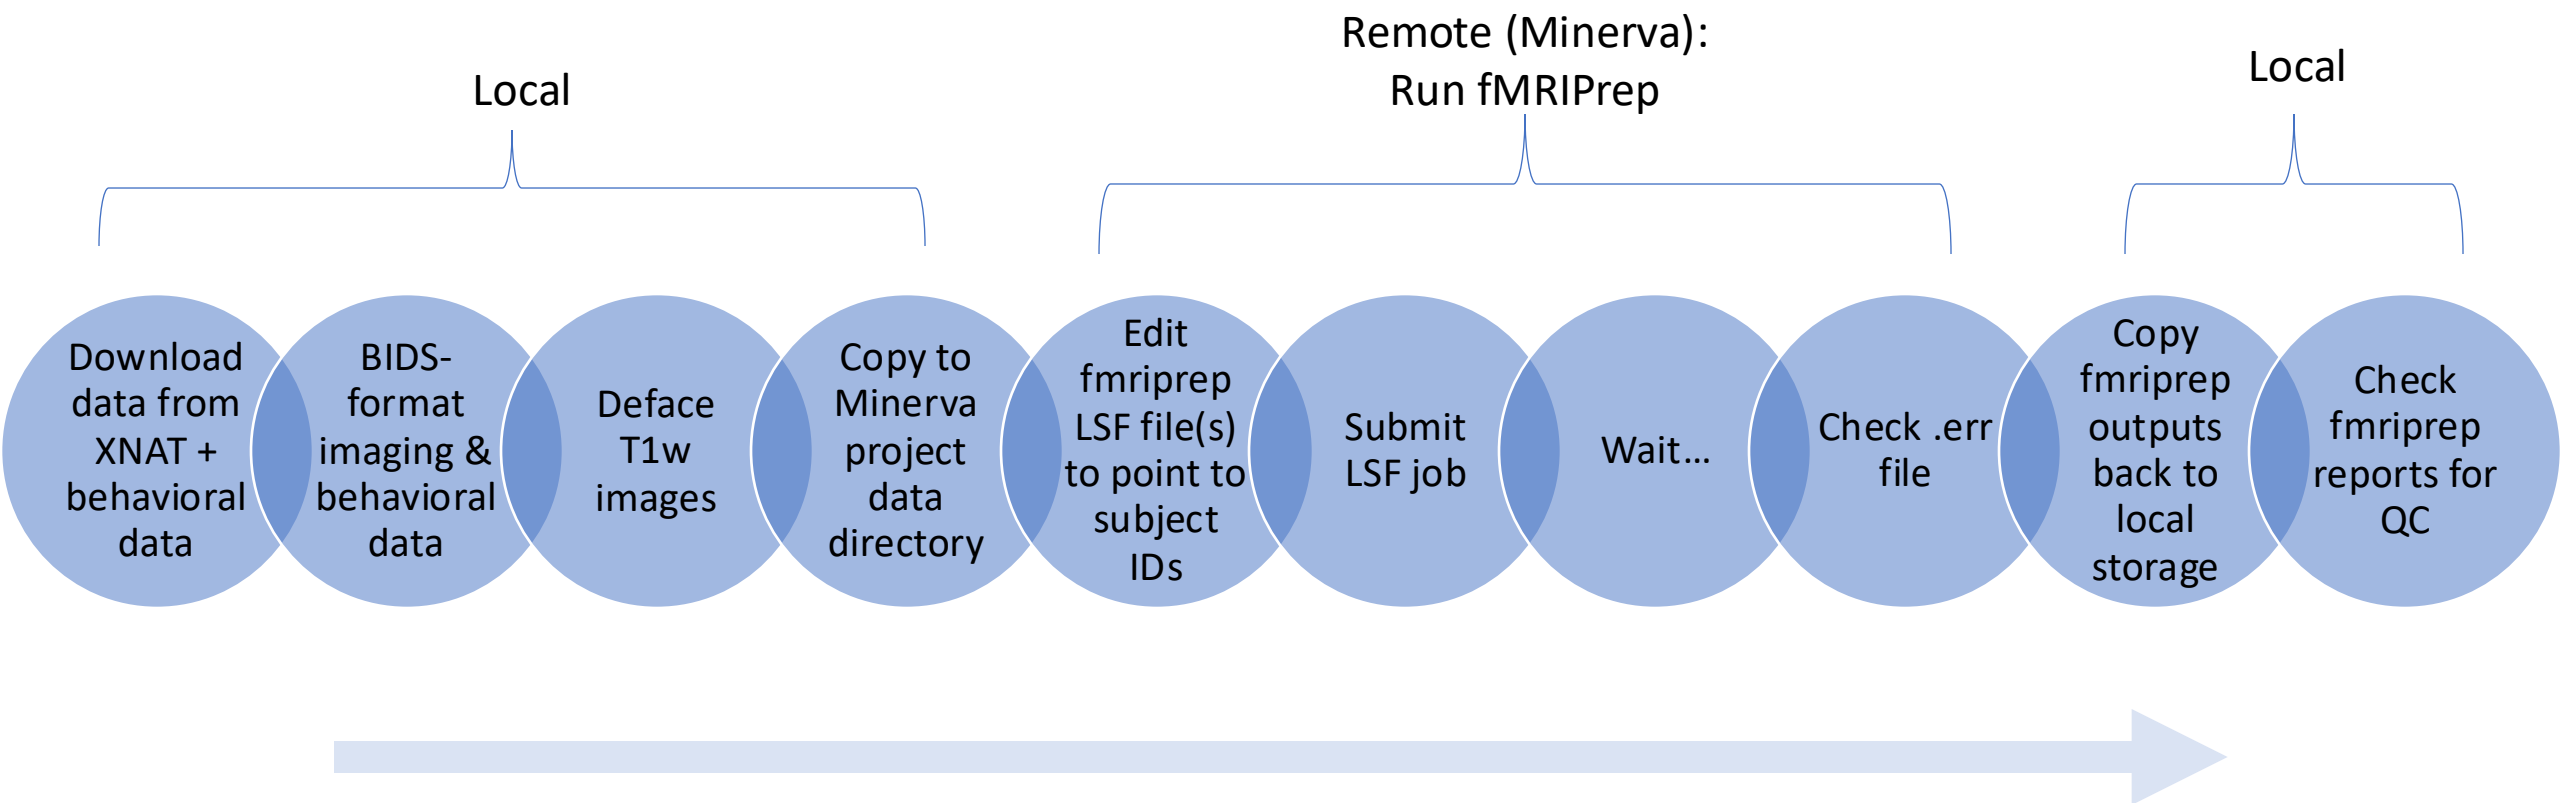 Local
Remote (Minerva):
Run fMRIPrep
Local
Download
data from
XNAT +
behavioral
data
BIDS-
format
imaging &
behavioral
data
Deface
T1w
images
Copy to
Minerva
project
data
directory
Edit
fmriprep
LSF file(s)
to point to
subject
IDs
Submit
LSF job
Wait...
Check .err
file
Copy
fmriprep
outputs
back to
local
storage
Check
fmriprep
reports for
QC